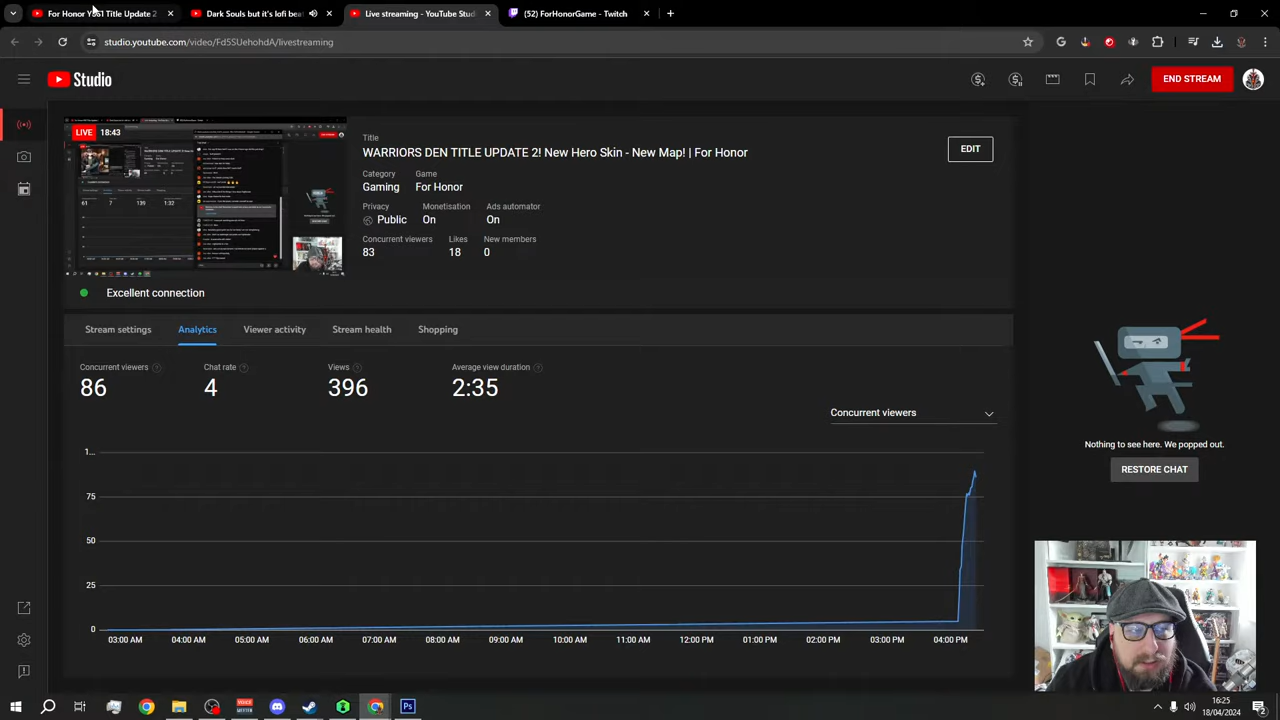 For Honor Y8S1 Title Update 2
Dark Souls but it's lofi bea
Live streaming - YouTube Studi
(52) ForHonorGame - Twitch
studio.youtube.com/video/Fd5SUehohdA/livestreaming
Studio
END STREAM
LIVE 18:43
Title
WARRIORS DEN TITLE UPDATE 2! New Hero Skin & New Map! | For Honor
EDIT
Category
Game
Gaming
For Honor
Privacy
Monetisation
Ads automator
Public
On
On
Concurrent viewers
Likes
New members
83
18
0
Excellent connection
Stream settings
Analytics
Viewer activity
Stream health
Shopping
Concurrent viewers
Chat rate
Views
Average view duration
86
4
396
2:35
Concurrent viewers
1...
75
50
25
0
03:00 AM
04:00 AM
05:00 AM
06:00 AM
07:00 AM
08:00 AM
09:00 AM
10:00 AM
11:00 AM
12:00 PM
01:00 PM
02:00 PM
03:00 PM
04:00 PM
Nothing to see here. We popped out.
RESTORE CHAT
16:25
18/04/2024